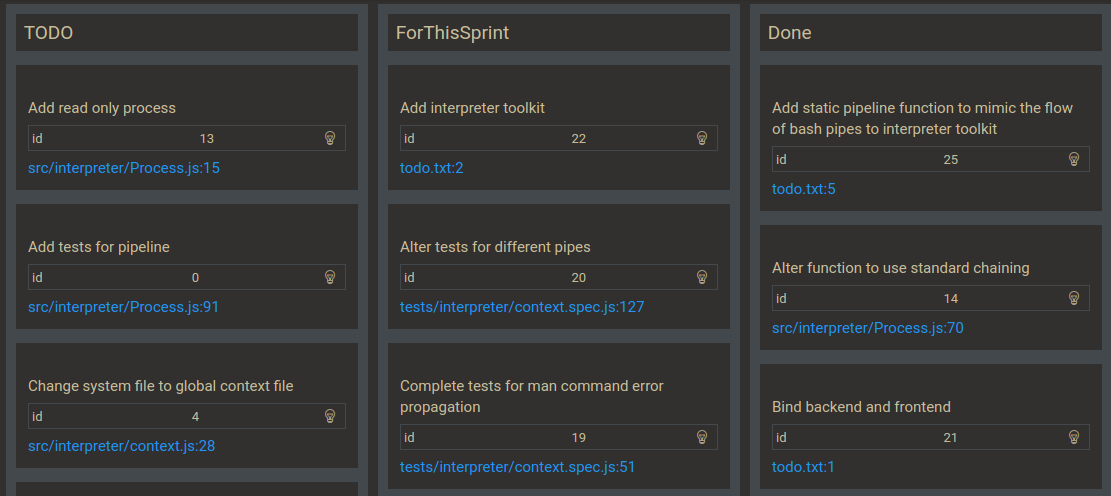 TODO
Add read only process
id 13
src/interpreter/Process.js:15
Add tests for pipeline
id 0
src/interpreter/Process.js:91
Change system file to global context file
id 4
src/interpreter/context.js:28
ForThisSprint
Add interpreter toolkit
id 22
todo.txt:2
Alter tests for different pipes
id 20
tests/interpreter/context.spec.js:127
Complete tests for man command error
propagation
id 19
tests/interpreter/context.spec.js:51
Done
Add static pipeline function to mimic the flow
of bash pipes to interpreter toolkit
id 25
todo.txt:5
Alter function to use standard chaining
id 14
src/interpreter/Process.js:70
Bind backend and frontend
id 21
todo.txt:1